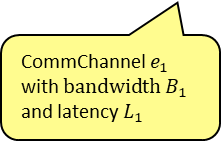 CommChannel e₁
with bandwidth B₁
and latency L₁